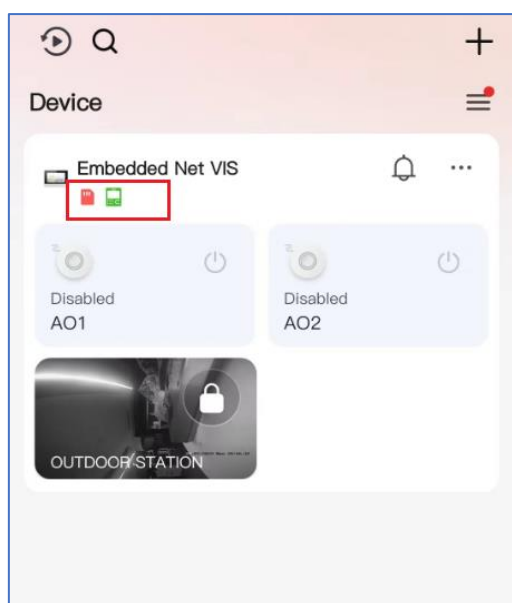 Device
Embedded Net VIS
Disabled
AO1
Disabled
AO2
OUTDOOR STATION